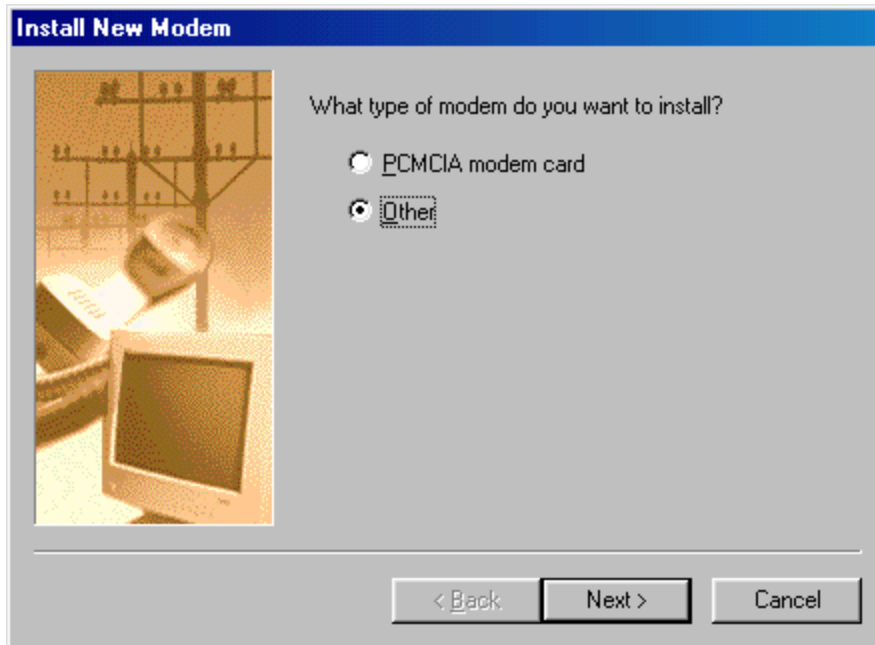 Install New Modem
What type of modem do you want to install?
PCMCIA modem card
Other
< Back
Next >
Cancel